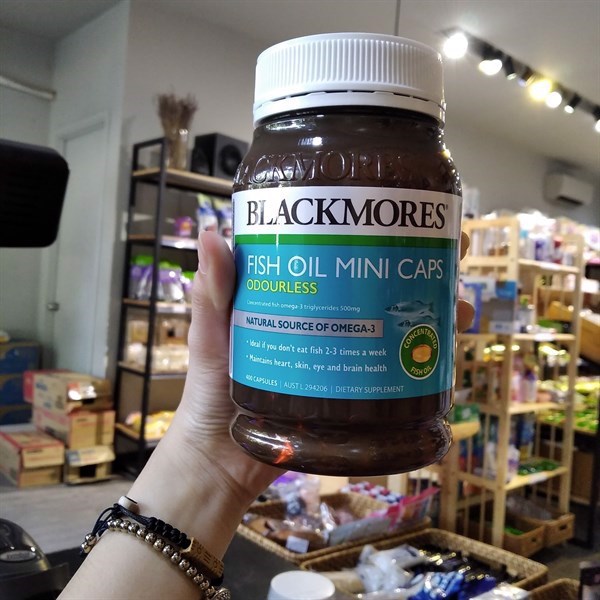 BLACKMORES®
FISH OIL MINI CAPS
ODOURLESS
Concentrated fish omega-3 triglycerides 500mg
NATURAL SOURCE OF OMEGA-3
• Ideal if you don't eat fish 2-3 times a week
• Maintains heart, skin, eye and brain health
CONCENTRATED
FISH OIL
400 CAPSULES | AUST L 294206 | DIETARY SUPPLEMENT